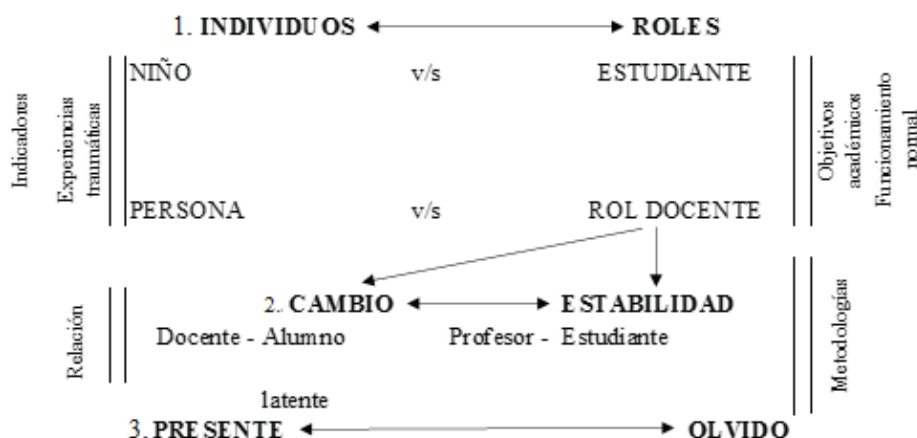 1. INDIVIDUOS ROLES
NIÑO v/s ESTUDIANTE
Indicadores
Experiencias
traumáticas
Objetivos
académicos
Funcionamiento
normal
PERSONA v/s ROL DOCENTE
2. CAMBIO ESTABILIDAD
Docente - Alumno Profesor - Estudiante
Relación
Metodologías
latente
3. PRESENTE OLVIDO